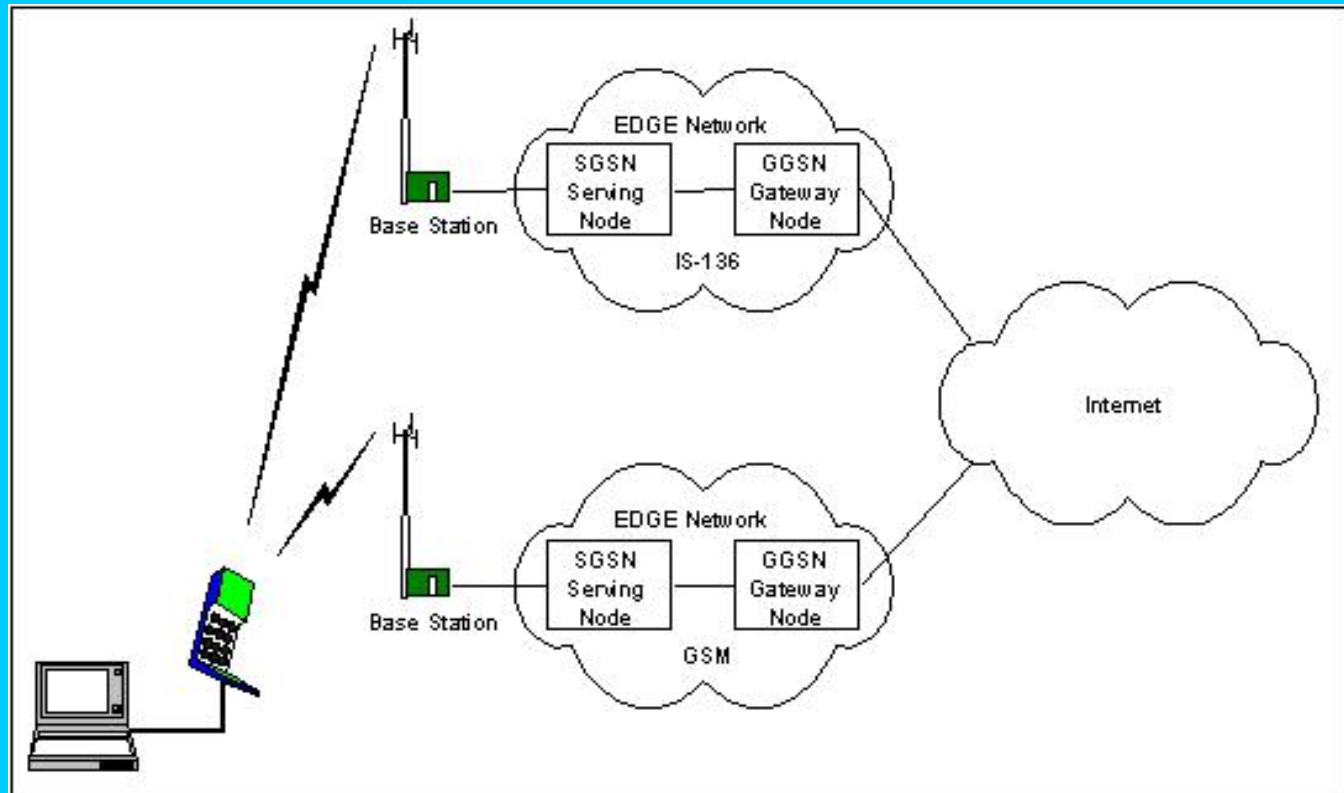 EDGE Network
SGSN
Serving
Node
GGSN
Gateway
Node
Base Station
IS-136
Internet
EDGE Network
SGSN
Serving
Node
GGSN
Gateway
Node
Base Station
GSM